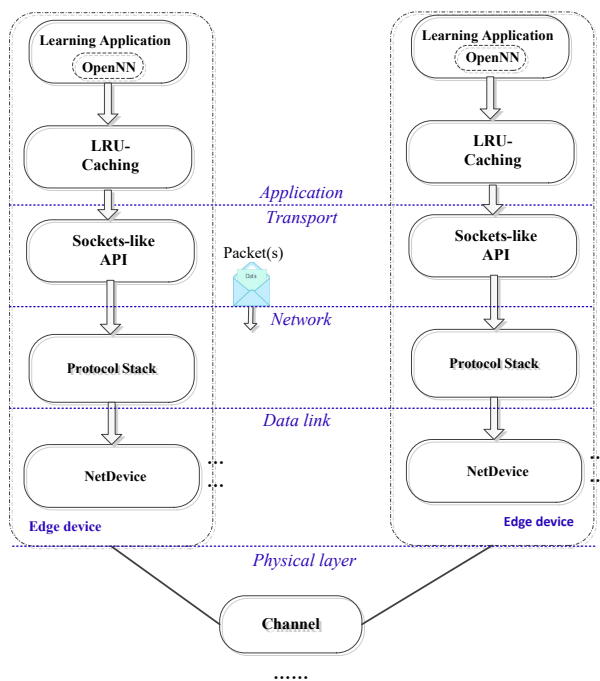 Learning Application
OpenNN
LRU-
Caching
Application
Transport
Sockets-like
API
Packet(s)
Data
Network
Protocol Stack
Data link
NetDevice
...
...
Edge device
Learning Application
OpenNN
LRU-
Caching
Sockets-like
API
Protocol Stack
NetDevice
..
..
Edge device
Physical layer
Channel
......